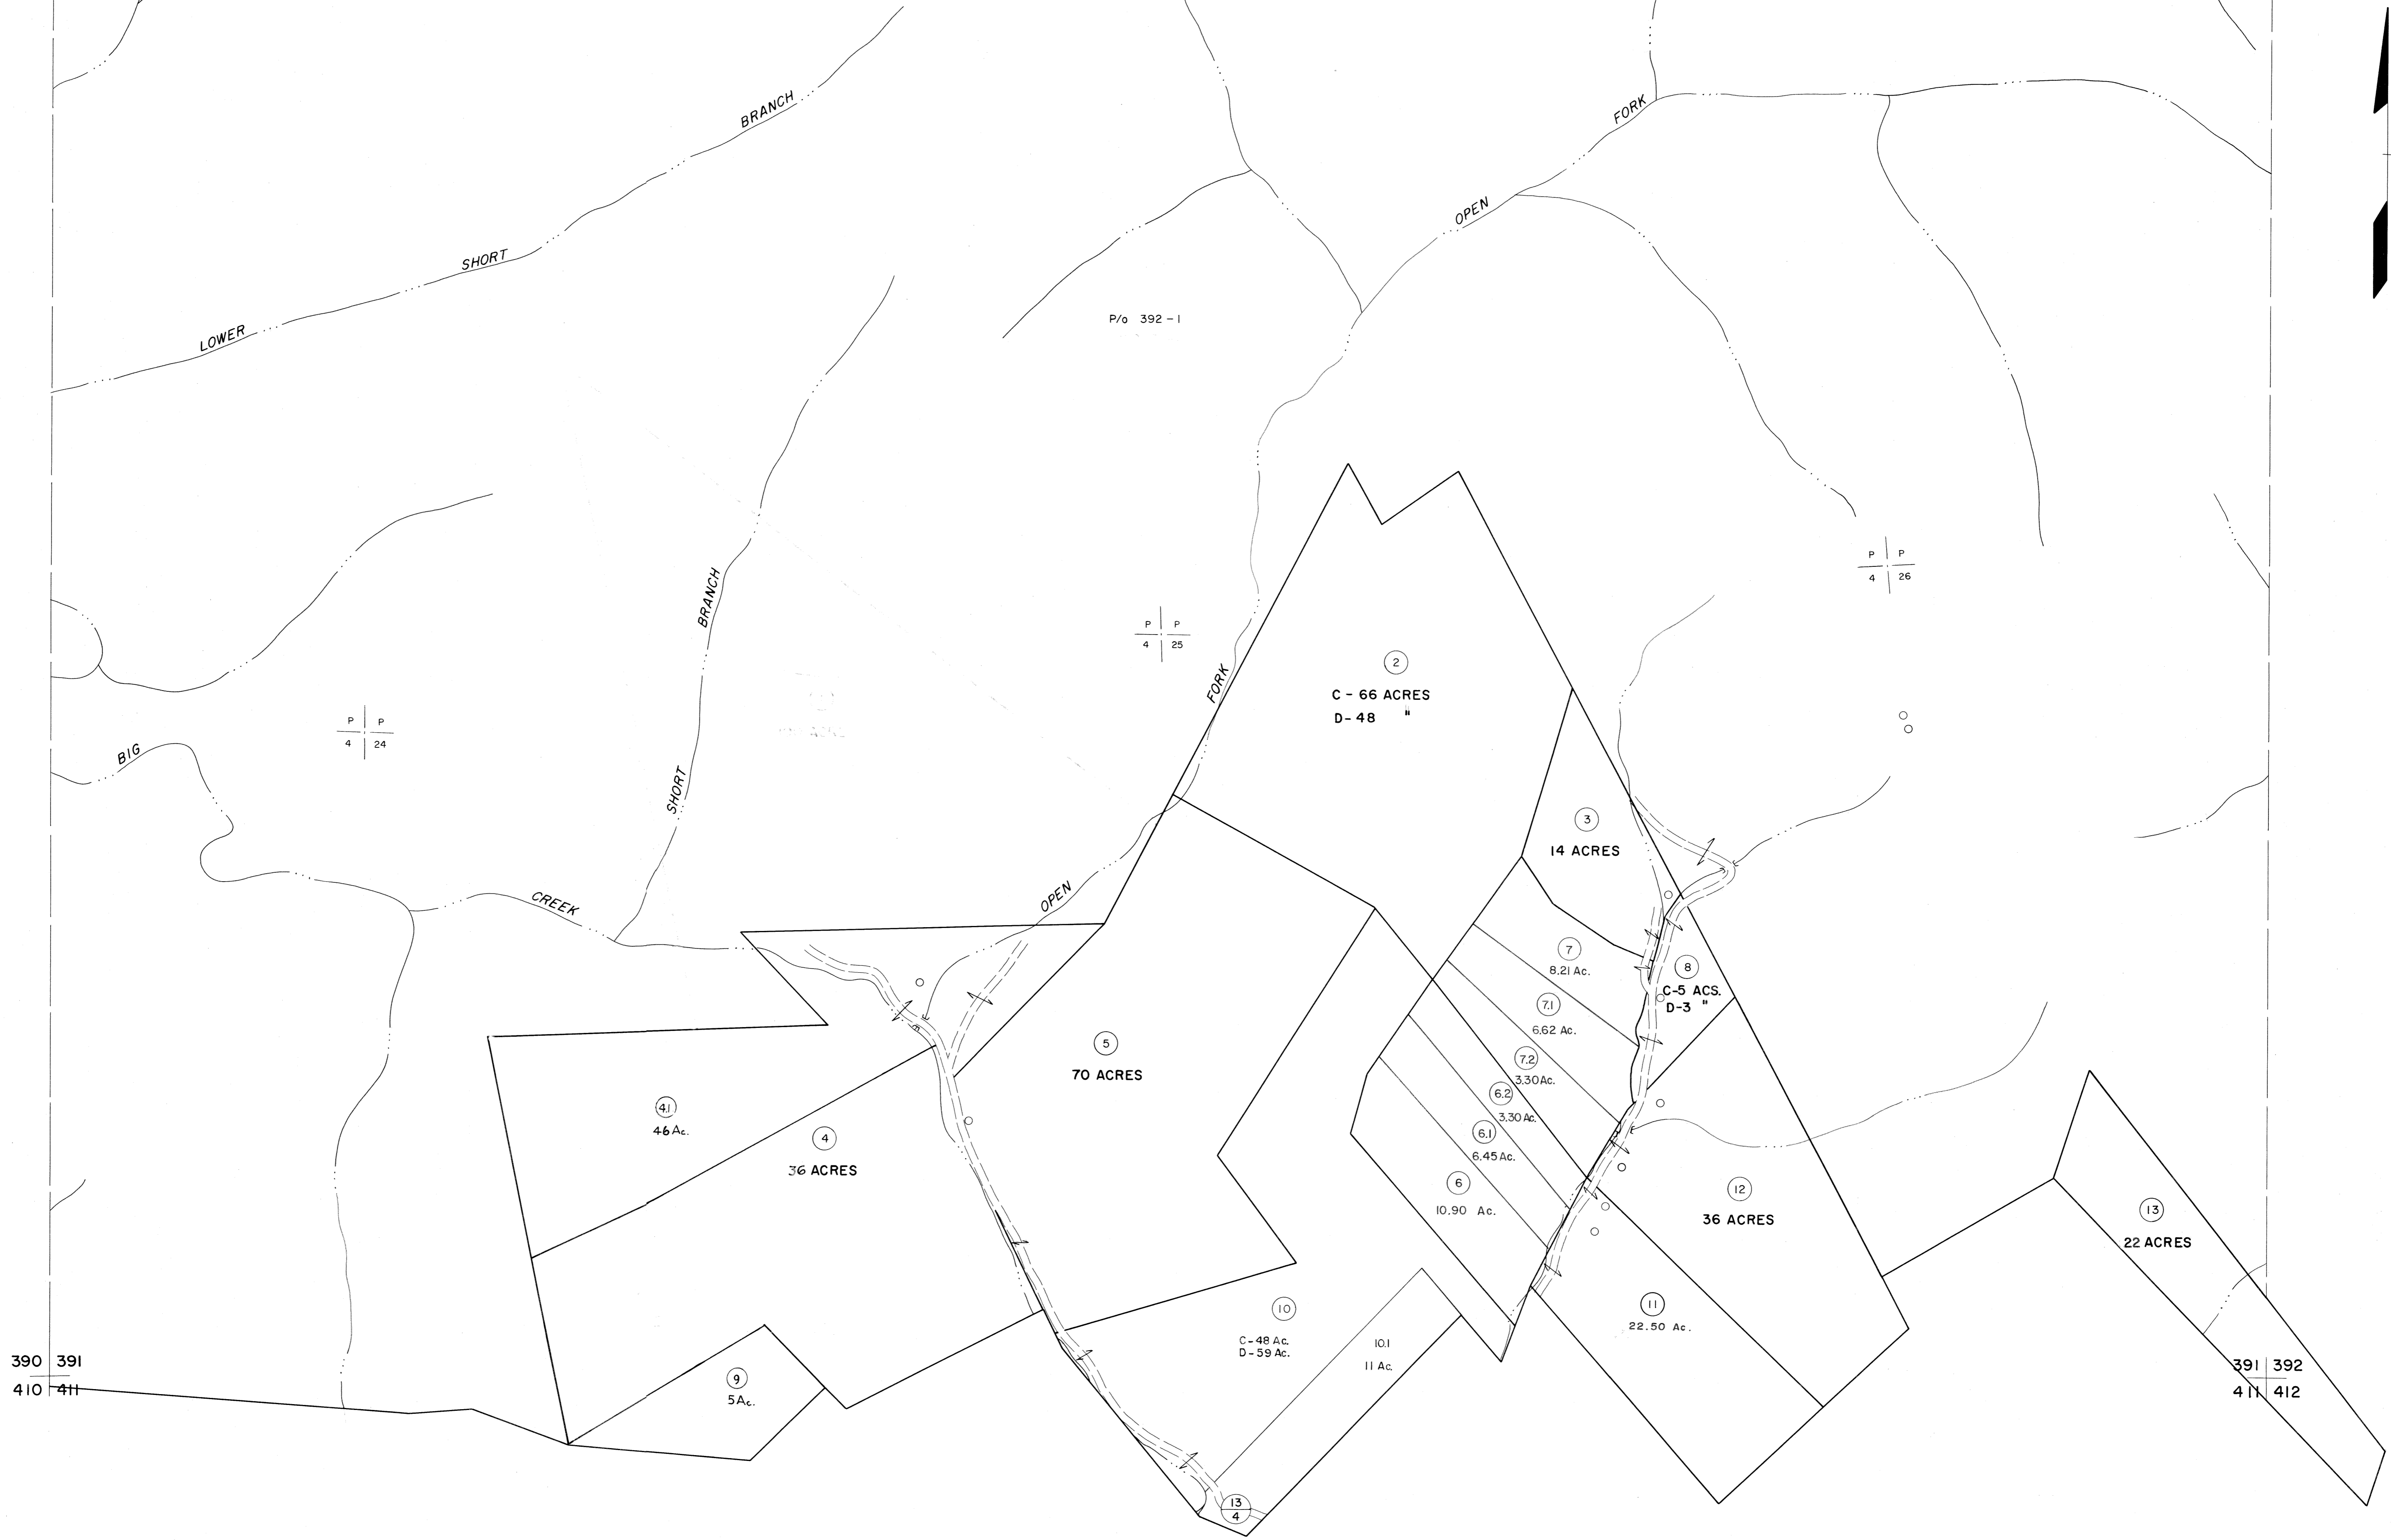 BRANCH
FORK
OPEN
SHORT
LOWER
P/o 392-1
P P
4 26
BRANCH
P P
4 25
2
FORK
C - 66 ACRES
D-48 "
P P
4 24
BIG
SHORT
3
14 ACRES
OPEN
CREEK
7
8.21 Ac.
8
C-5 ACS.
D-3 "
7.1
6.62 Ac.
5
70 ACRES
7.2
3.30 Ac.
6.2
3.30 Ac.
4.1
46 Ac.
4
36 ACRES
6.1
6.45 Ac.
6
10.90 Ac.
12
36 ACRES
13
22 ACRES
10
C-48 Ac.
D-59 Ac.
11
22.50 Ac.
10.1
11 Ac.
390 391
410 411
9
5 Ac.
391 392
411 412
13
4